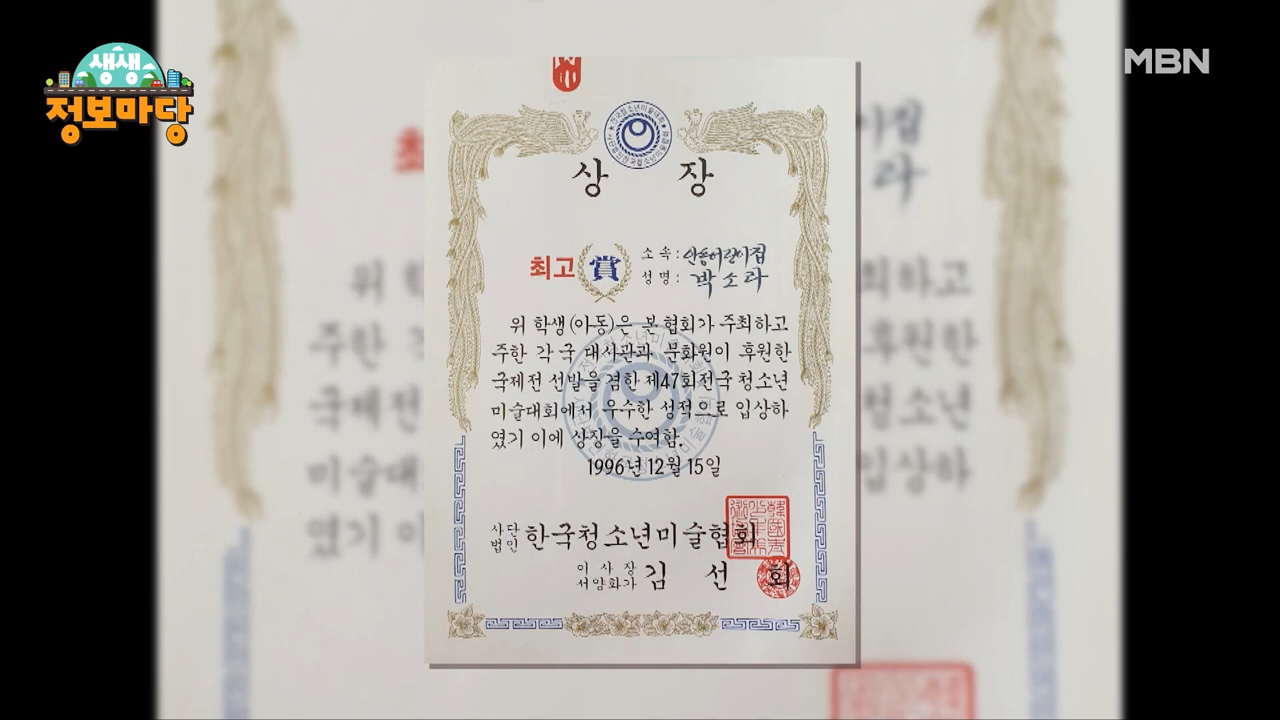 생생
정보마당
MBN
상 장
최고 賞
소 속 : 안송어린이집
성 명 : 박소라
위 학생(아동)은 본 협회가 주최하고
주한 각국 대사관과 문화원이 후원한
국제전 선발을 겸한 제47회전국 청소년
미술대회에서 우수한 성적으로 입상하
였기 이에 상장을 수여함.
1996년 12월 15일
사단법인 한국청소년미술협회
이사장 서양화가 김 선 회